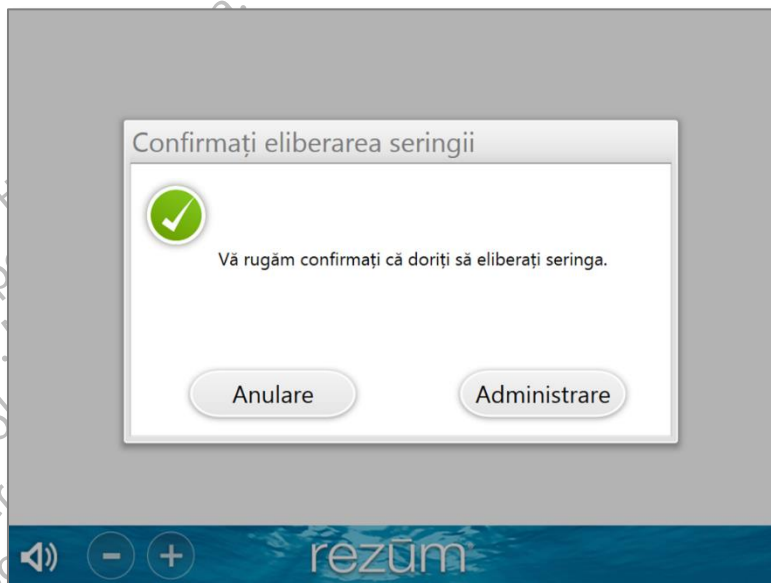 Confirmați eliberarea seringii
Vă rugăm confirmați că doriți să eliberați seringa.
Anulare
Administrare
rezūm